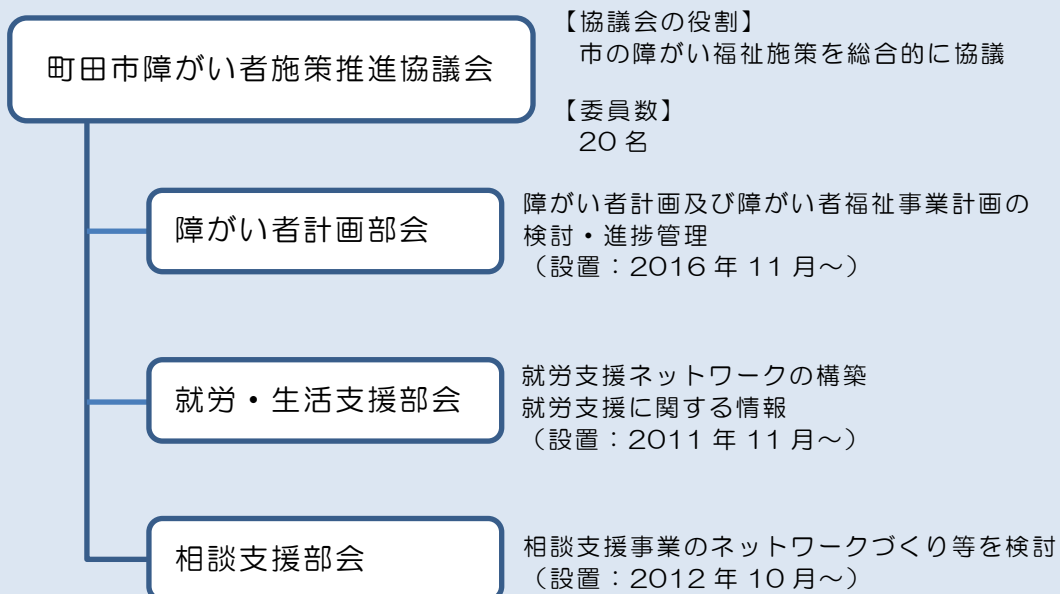 町田市障がい者施策推進協議会
【協議会の役割】
市の障がい福祉施策を総合的に協議
【委員数】
20名
障がい者計画部会
障がい者計画及び障がい者福祉事業計画の
検討・進捗管理
（設置：2016年11月～）
就労・生活支援部会
就労支援ネットワークの構築
就労支援に関する情報
（設置：2011年11月～）
相談支援部会
相談支援事業のネットワークづくり等を検討
（設置：2012年10月～）